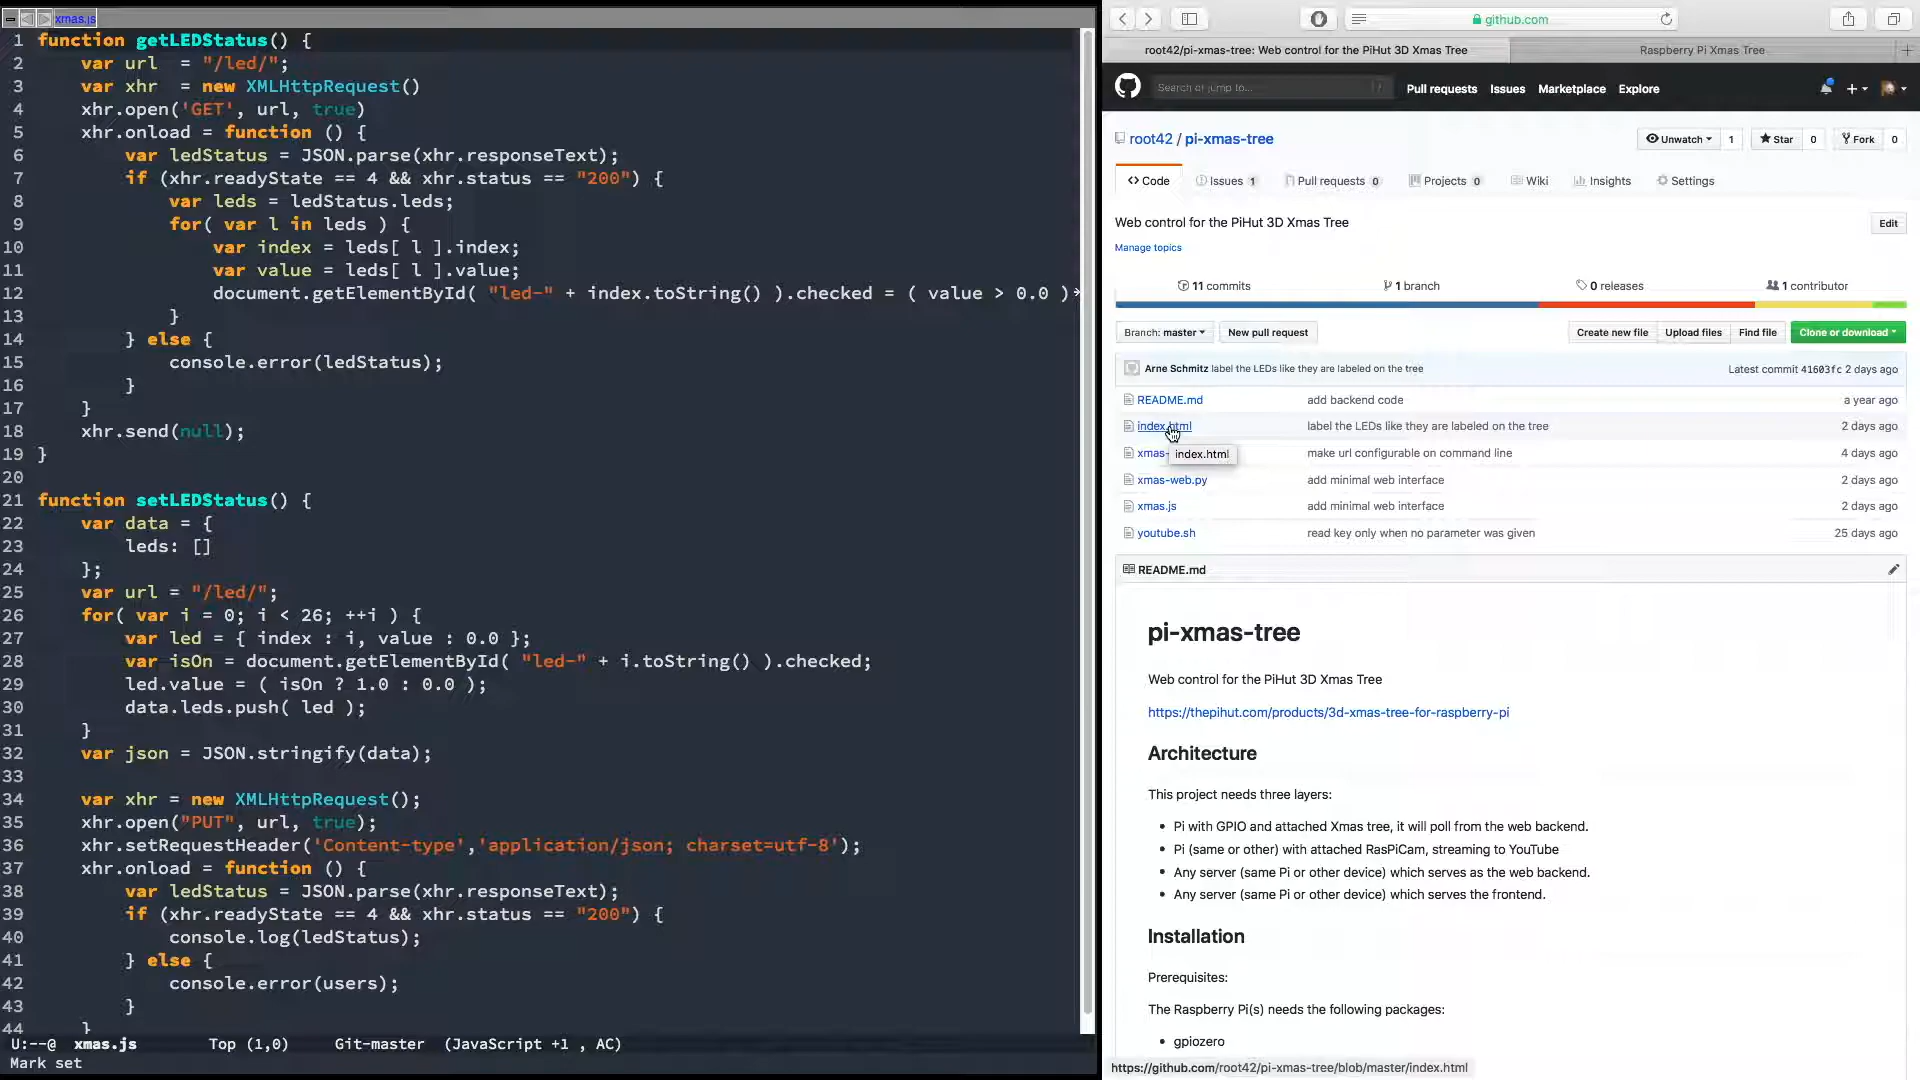 xmas.js
1 function getLEDStatus() {
2 var url  = "/led/";
3 var xhr  = new XMLHttpRequest()
4 xhr.open('GET', url, true)
5 xhr.onload = function () {
6 var ledStatus = JSON.parse(xhr.responseText);
7 if (xhr.readyState == 4 && xhr.status == "200") {
8 var leds = ledStatus.leds;
9 for( var l in leds ) {
10 var index = leds[ l ].index;
11 var value = leds[ l ].value;
12 document.getElementById( "led-" + index.toString() ).checked = ( value > 0.0 )
13 }
14 } else {
15 console.error(ledStatus);
16 }
17 }
18 xhr.send(null);
19 }
20
21 function setLEDStatus() {
22 var data = {
23 leds: []
24 };
25 var url = "/led/";
26 for( var i = 0; i < 26; ++i ) {
27 var led = { index : i, value : 0.0 };
28 var isOn = document.getElementById( "led-" + i.toString() ).checked;
29 led.value = ( isOn ? 1.0 : 0.0 );
30 data.leds.push( led );
31 }
32 var json = JSON.stringify(data);
33
34 var xhr = new XMLHttpRequest();
35 xhr.open("PUT", url, true);
36 xhr.setRequestHeader('Content-type','application/json; charset=utf-8');
37 xhr.onload = function () {
38 var ledStatus = JSON.parse(xhr.responseText);
39 if (xhr.readyState == 4 && xhr.status == "200") {
40 console.log(ledStatus);
41 } else {
42 console.error(users);
43 }
44 }
U:--@  xmas.js  Top (1,0)  Git-master  (JavaScript +1 , AC)
Mark set
github.com
root42/pi-xmas-tree: Web control for the PiHut 3D Xmas Tree  Raspberry Pi Xmas Tree
Search or jump to... / Pull requests Issues Marketplace Explore
root42 / pi-xmas-tree Unwatch 1 Star 0 Fork 0
Code Issues 1 Pull requests 0 Projects 0 Wiki Insights Settings
Web control for the PiHut 3D Xmas Tree Edit
Manage topics
11 commits 1 branch 0 releases 1 contributor
Branch: master New pull request Create new file Upload files Find file Clone or download
Arne Schmitz label the LEDs like they are labeled on the tree Latest commit 41603fc 2 days ago
README.md add backend code a year ago
index.html label the LEDs like they are labeled on the tree 2 days ago
xmas- index.html make url configurable on command line 4 days ago
xmas-web.py add minimal web interface 2 days ago
xmas.js add minimal web interface 2 days ago
youtube.sh read key only when no parameter was given 25 days ago
README.md
pi-xmas-tree
Web control for the PiHut 3D Xmas Tree
https://thepihut.com/products/3d-xmas-tree-for-raspberry-pi
Architecture
This project needs three layers:
• Pi with GPIO and attached Xmas tree, it will poll from the web backend.
• Pi (same or other) with attached RasPiCam, streaming to YouTube
• Any server (same Pi or other device) which serves as the web backend.
• Any server (same Pi or other device) which serves the frontend.
Installation
Prerequisites:
The Raspberry Pi(s) needs the following packages:
• gpiozero
https://github.com/root42/pi-xmas-tree/blob/master/index.html